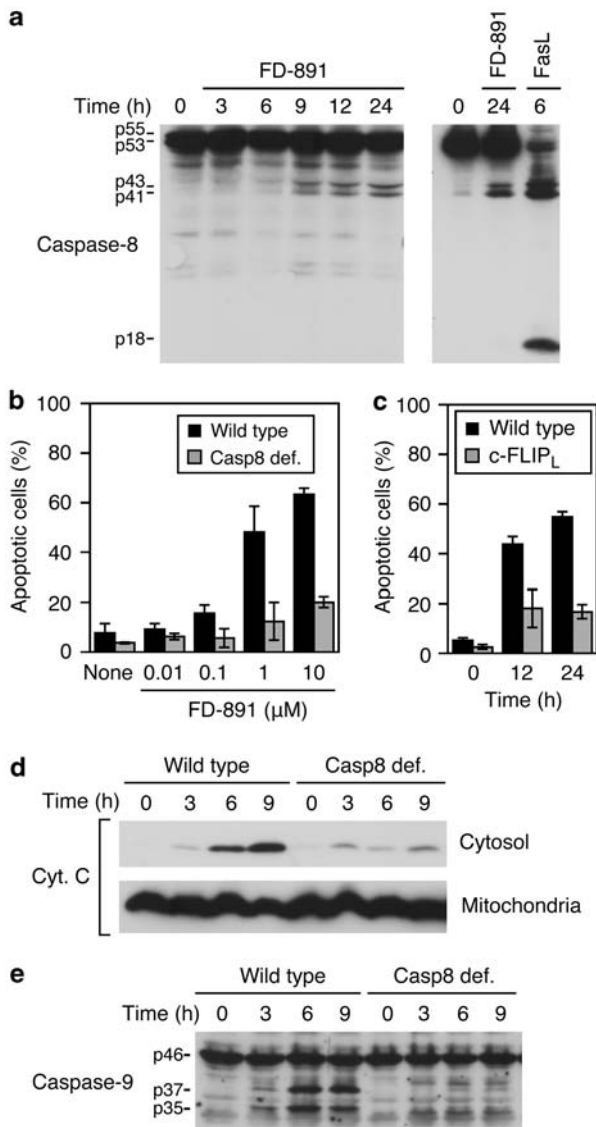 a
FD-891
FD-891
FasL
Time (h) 0 3 6 9 12 24 0 24 6
p55-
p53-
p43-
p41-
Caspase-8
p18-
b
Apoptotic cells (%)
100
80
60
40
20
0
Wild type
Casp8 def.
None 0.01 0.1 1 10
FD-891 (µM)
c
Apoptotic cells (%)
100
80
60
40
20
0
Wild type
c-FLIPL
0 12 24
Time (h)
d
Wild type Casp8 def.
Time (h) 0 3 6 9 0 3 6 9
Cyt. C
Cytosol
Mitochondria
e
Wild type Casp8 def.
Time (h) 0 3 6 9 0 3 6 9
p46-
Caspase-9
p37-
p35-